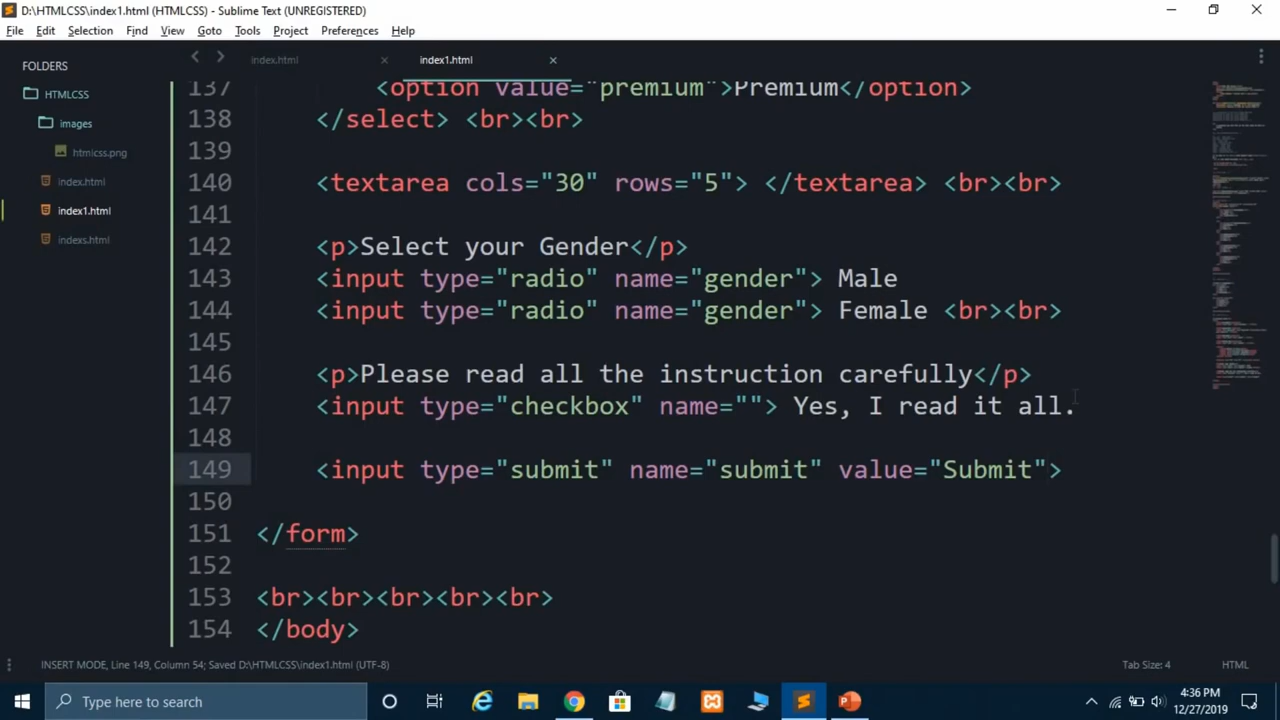 D:\HTMLCSS\index1.html (HTMLCSS) - Sublime Text (UNREGISTERED)
File Edit Selection Find View Goto Tools Project Preferences Help
FOLDERS
HTMLCSS
images
htmlcss.png
index.html
index1.html
indexs.html
index.html × index1.html ×
137 <option value="premium">Premium</option>
138 </select> <br><br>
139
140 <textarea cols="30" rows="5"> </textarea> <br><br>
141
142 <p>Select your Gender</p>
143 <input type="radio" name="gender"> Male
144 <input type="radio" name="gender"> Female <br><br>
145
146 <p>Please read all the instruction carefully</p>
147 <input type="checkbox" name=""> Yes, I read it all.
148
149 <input type="submit" name="submit" value="Submit">
150
151 </form>
152
153 <br><br><br><br><br>
154 </body>
INSERT MODE, Line 149, Column 54; Saved D:\HTMLCSS\index1.html (UTF-8) Tab Size: 4 HTML
Type here to search
4:36 PM
12/27/2019